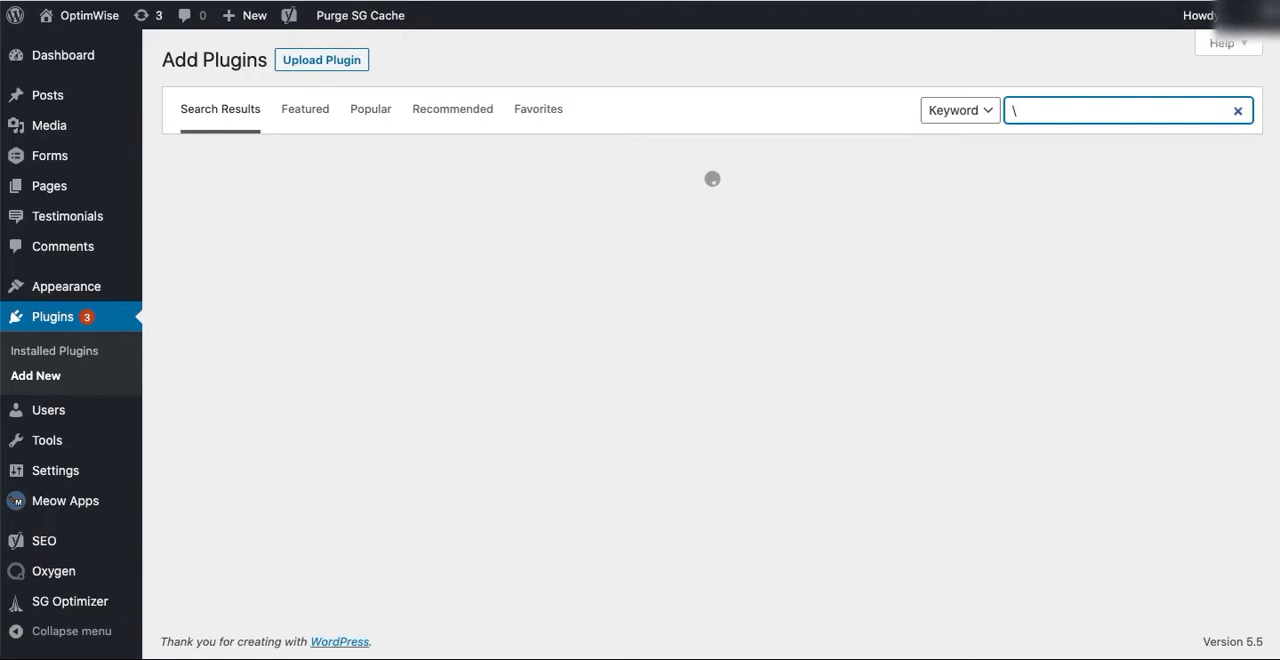 OptimWise 3 0 New Purge SG Cache Howdy
Dashboard
Posts
Media
Forms
Pages
Testimonials
Comments
Appearance
Plugins 3
Installed Plugins
Add New
Users
Tools
Settings
Meow Apps
SEO
Oxygen
SG Optimizer
Collapse menu
Help
Add Plugins Upload Plugin
Search Results Featured Popular Recommended Favorites Keyword \
Thank you for creating with WordPress. Version 5.5